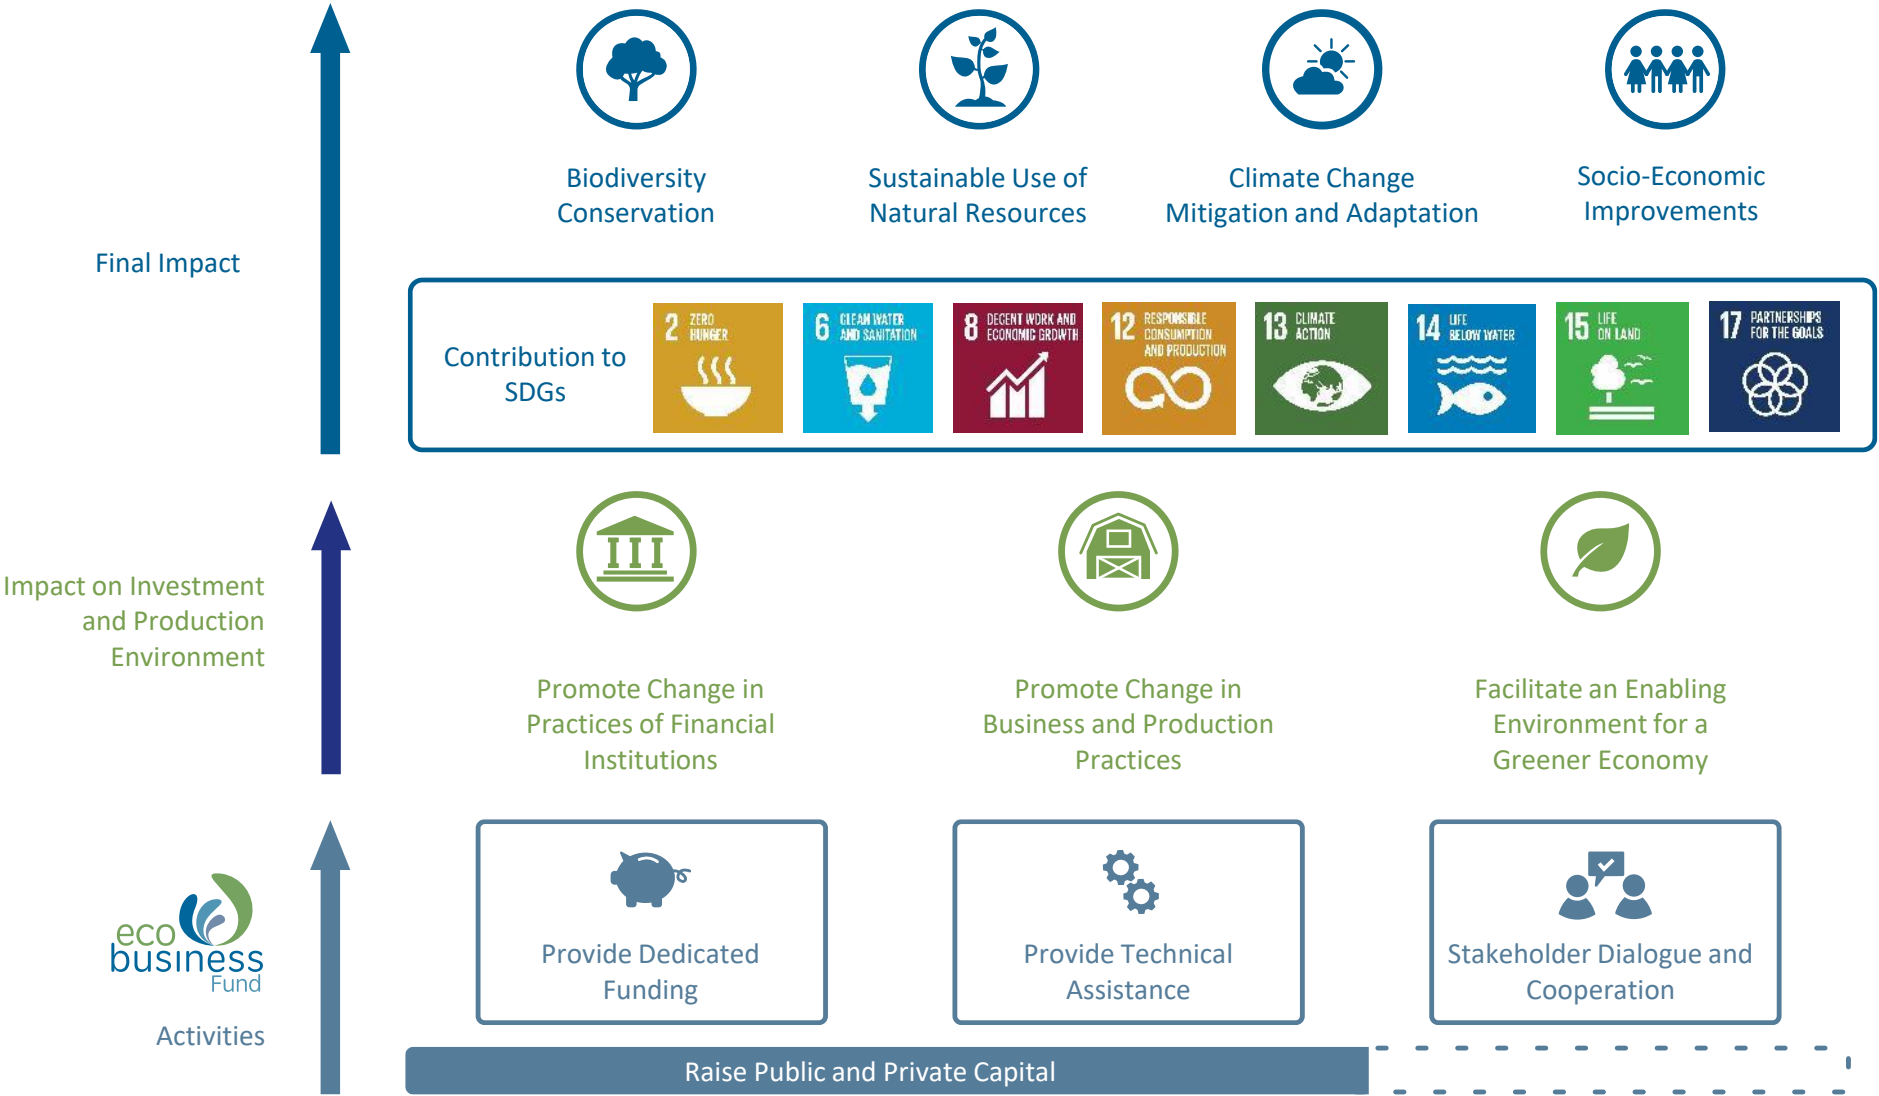 Biodiversity
Conservation
Sustainable Use of
Natural Resources
Climate Change
Mitigation and Adaptation
Socio-Economic
Improvements
Final Impact
Contribution to
SDGs
2 ZERO
HUNGER
6 CLEAN WATER
AND SANITATION
8 DECENT WORK AND
ECONOMIC GROWTH
12 RESPONSIBLE
CONSUMPTION
AND PRODUCTION
13 CLIMATE
ACTION
14 LIFE
BELOW WATER
15 LIFE
ON LAND
17 PARTNERSHIPS
FOR THE GOALS
Impact on Investment
and Production
Environment
Promote Change in
Practices of Financial
Institutions
Promote Change in
Business and Production
Practices
Facilitate an Enabling
Environment for a
Greener Economy
eco
business
Fund
Activities
Provide Dedicated
Funding
Provide Technical
Assistance
Stakeholder Dialogue and
Cooperation
Raise Public and Private Capital